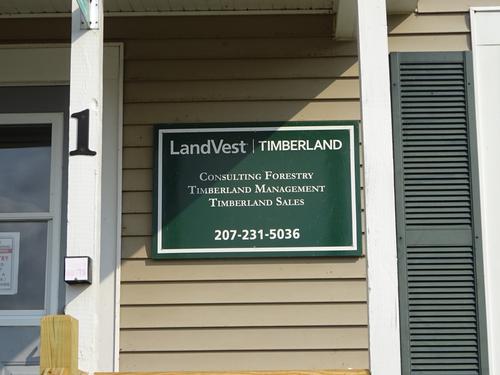 1
LandVest | TIMBERLAND
CONSULTING FORESTRY
TIMBERLAND MANAGEMENT
TIMBERLAND SALES
207-231-5036